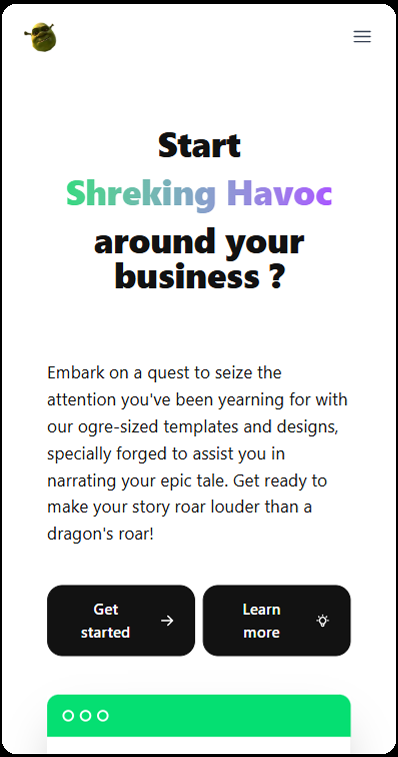 Start
Shreking Havoc
around your
business ?
Embark on a quest to seize the
attention you've been yearning for with
our ogre-sized templates and designs,
specially forged to assist you in
narrating your epic tale. Get ready to
make your story roar louder than a
dragon's roar!
Get
started
Learn
more